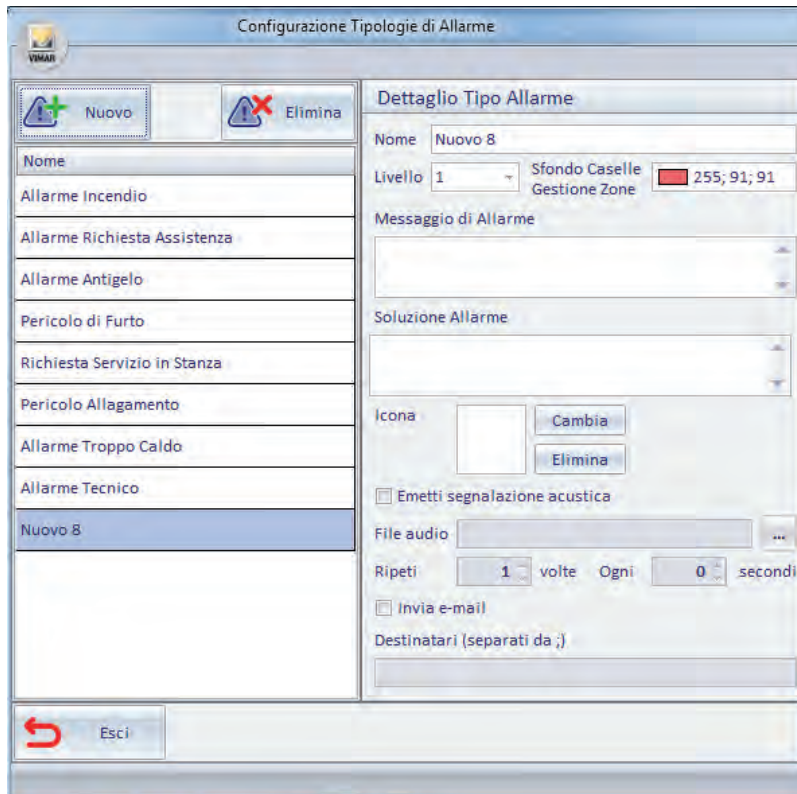 Configurazione Tipologie di Allarme
VIMAR
Nuovo
Elimina
Nome
Allarme Incendio
Allarme Richiesta Assistenza
Allarme Antigelo
Pericolo di Furto
Richiesta Servizio in Stanza
Pericolo Allagamento
Allarme Troppo Caldo
Allarme Tecnico
Nuovo 8
Dettaglio Tipo Allarme
Nome Nuovo 8
Livello 1 Sfondo Caselle Gestione Zone 255; 91; 91
Messaggio di Allarme
Soluzione Allarme
Icona
Cambia
Elimina
Emetti segnalazione acustica
File audio ...
Ripeti 1 volte Ogni 0 secondi
Invia e-mail
Destinatari (separati da ;)
Esci